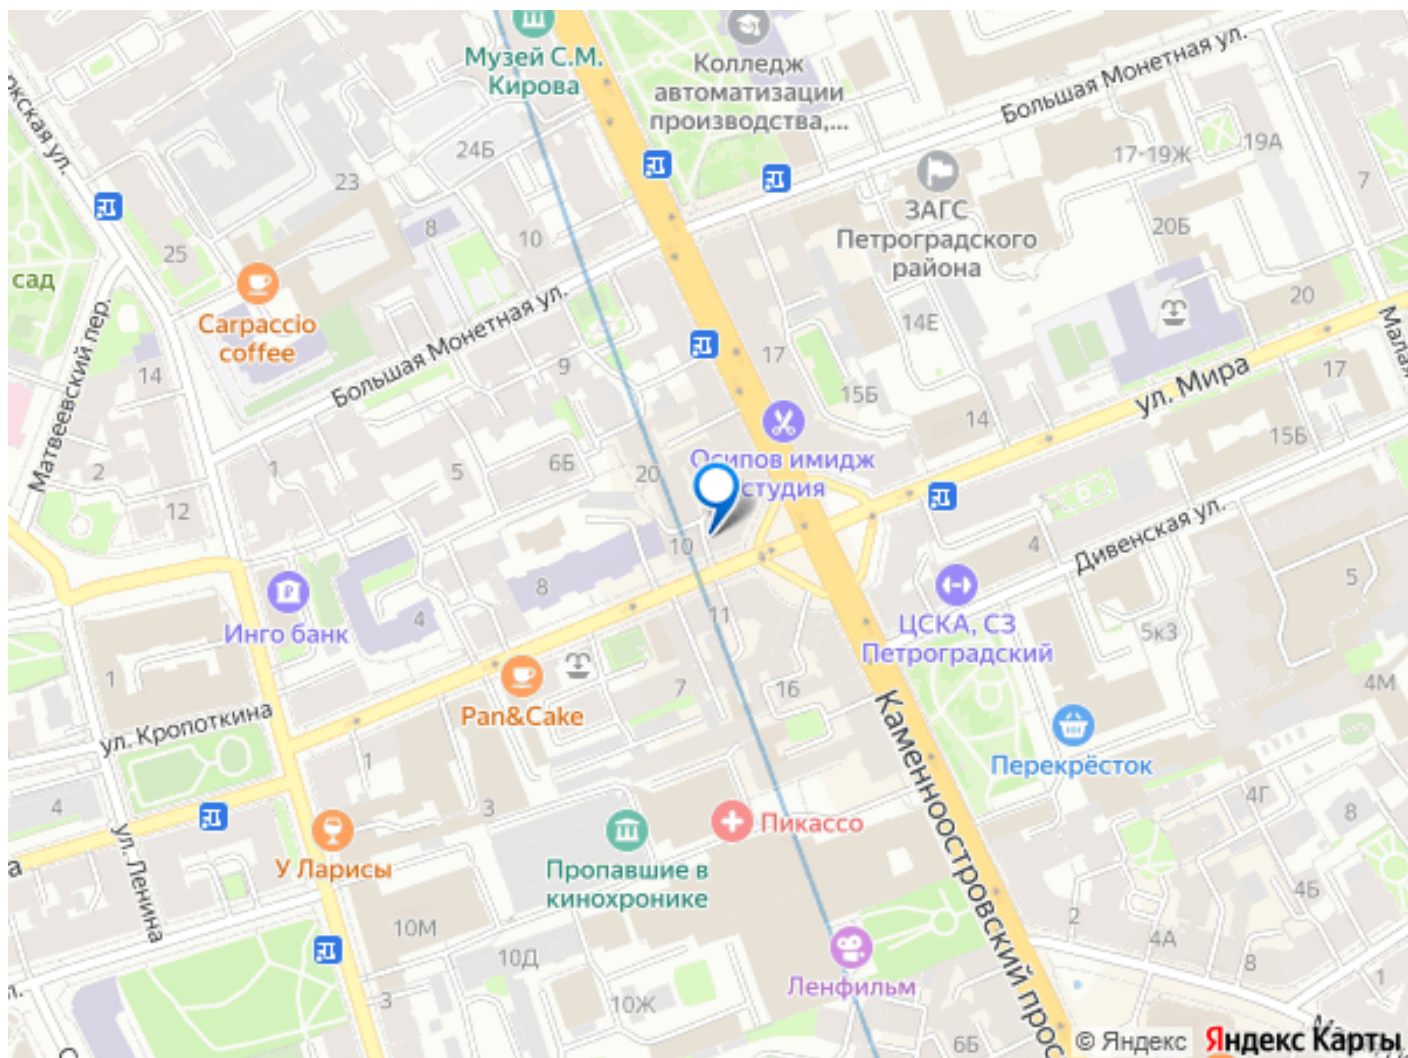 Музей С.М.
Кирова
Колледж
автоматизации
производства,...
Большая Монетная ул.
24Б
19А
17-19Ж
7
23
ЗАГС
Петроградского
района
8
10
20Б
25
сад
20
Carpaccio
coffee
Большая Монетная ул.
14Е
Матвеевский пер.
14
9
17
Малая
17
ул. Мира
15Б
14
15Б
Осипов имидж
студия
2
1
5
6Б
20
12
10
4
Дивенская ул.
8
5
Инго банк
4
11
ЦСКА, СЗ
Петроградский
5к3
1
7
16
4М
ул. Кропоткина
Pan&Cake
Каменноостровский прос
Перекрёсток
1
4
3
4Г
8
Пикассо
ул. Ленина
У Ларисы
Пропавшие в
кинохронике
4Б
10М
2
4А
10Д
8
1
Ленфильм
3
10Ж
6Б
© Яндекс
Яндекс Карты